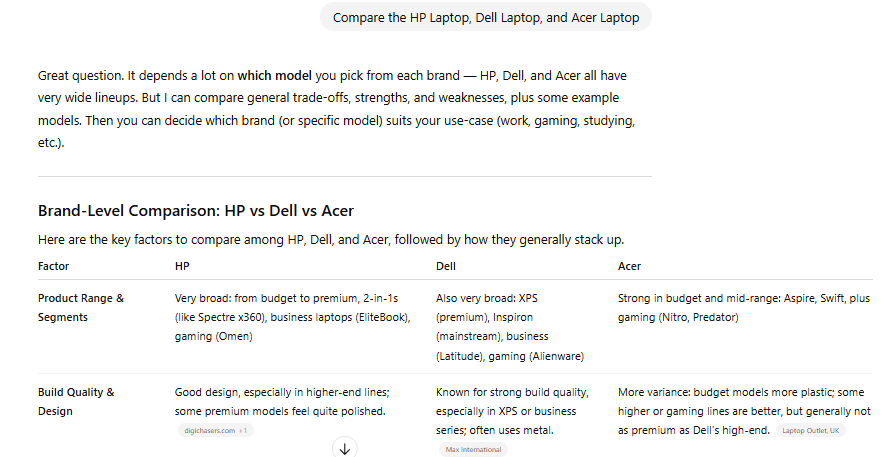 Compare the HP Laptop, Dell Laptop, and Acer Laptop
Great question. It depends a lot on which model you pick from each brand — HP, Dell, and Acer all have
very wide lineups. But I can compare general trade-offs, strengths, and weaknesses, plus some example
models. Then you can decide which brand (or specific model) suits your use-case (work, gaming, studying,
etc.).
Brand-Level Comparison: HP vs Dell vs Acer
Here are the key factors to compare among HP, Dell, and Acer, followed by how they generally stack up.
Factor HP Dell Acer
Product Range &
Segments
Very broad: from budget to premium, 2-in-1s
(like Spectre x360), business laptops (EliteBook),
gaming (Omen)
Also very broad: XPS
(premium), Inspiron
(mainstream), business
(Latitude), gaming (Alienware)
Strong in budget and mid-range: Aspire, Swift, plus
gaming (Nitro, Predator)
Build Quality &
Design
Good design, especially in higher-end lines;
some premium models feel quite polished.
digichasers.com +1
Known for strong build quality,
especially in XPS or business
series; often uses metal.
Max International
More variance: budget models more plastic; some
higher or gaming lines are better, but generally not
as premium as Dell's high-end. Laptop Outlet, UK